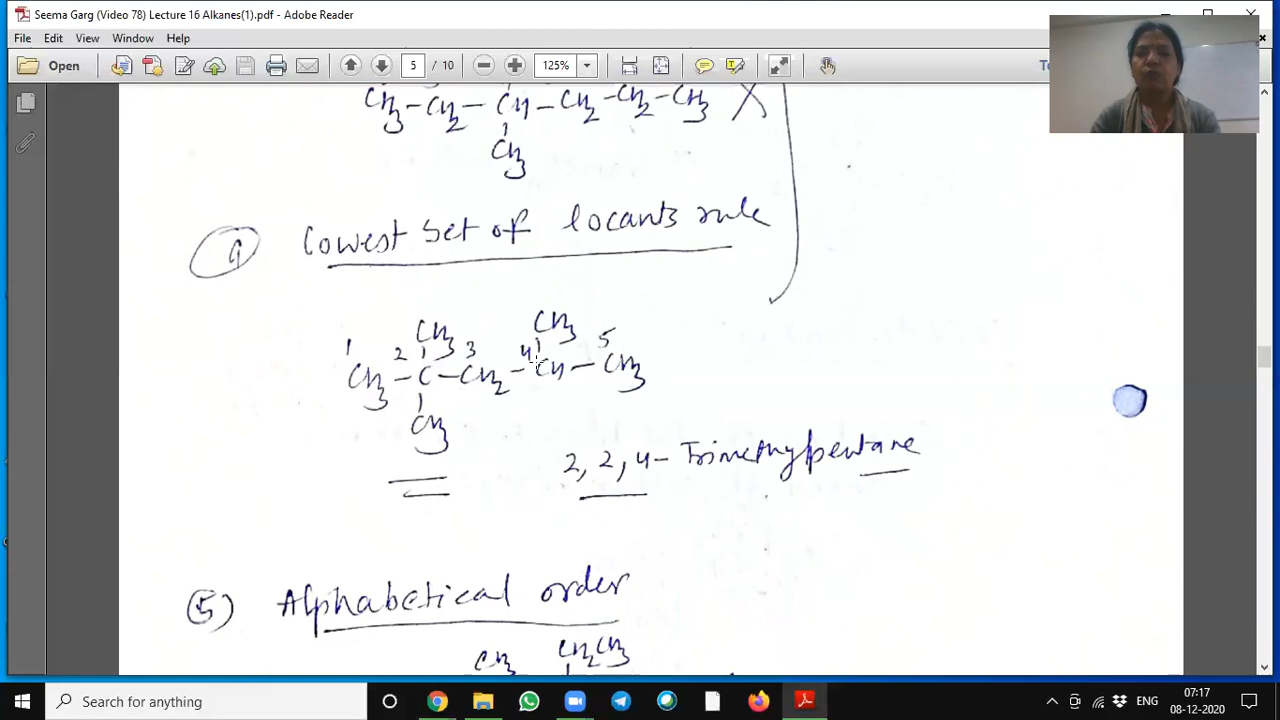 Seema Garg (Video 78) Lecture 16 Alkanes(1).pdf - Adobe Reader
File Edit View Window Help
Open 5 / 10 125%
CH3 - CH2 - CH - CH2 - CH2 - CH3 X
CH3
Lowest Set of locants rule
CH3 CH3
1 2 3 4 5
CH3 - C - CH2 - CH - CH3
CH3
2, 2, 4 - Trimethylpentane
(5) Alphabetical order
CH3 CH2CH3
Search for anything
ENG
07:17
08-12-2020